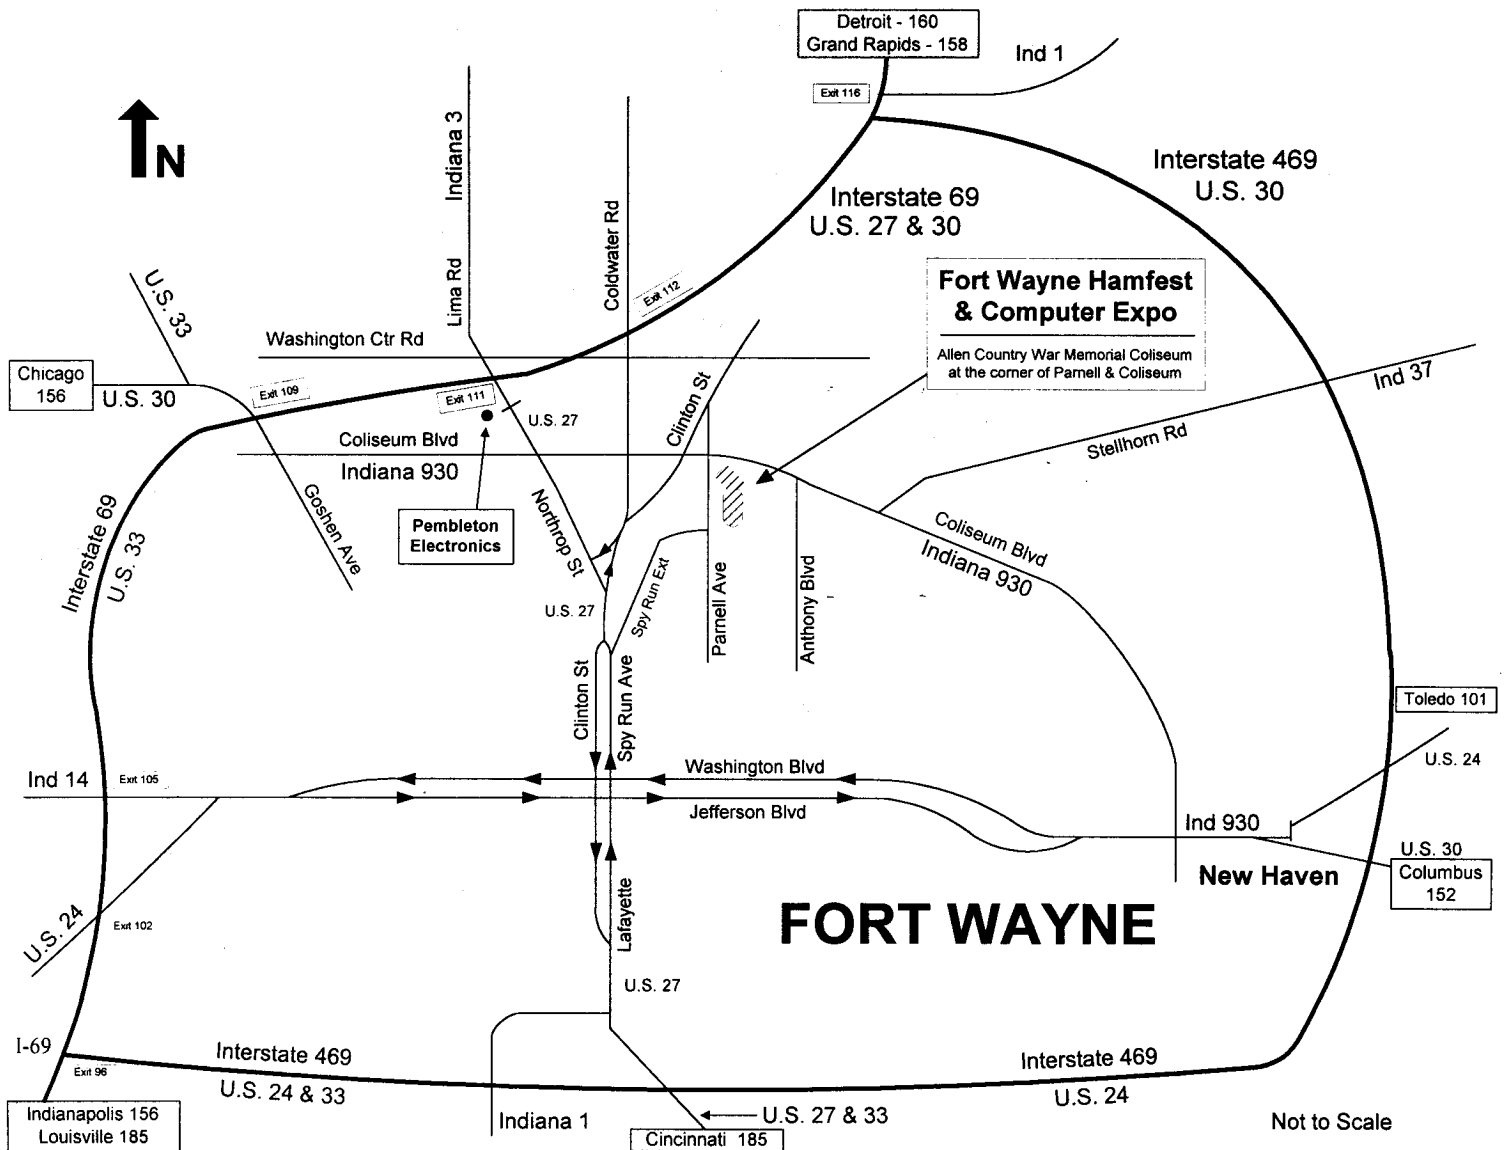 Detroit - 160
Grand Rapids - 158
Ind 1
Exit 116
N
Indiana 3
Lima Rd
Coldwater Rd
Interstate 469
U.S. 30
Interstate 69
U.S. 27 & 30
Fort Wayne Hamfest
& Computer Expo
Allen Country War Memorial Coliseum
at the corner of Parnell & Coliseum
U.S. 33
Exit 112
Washington Ctr Rd
Chicago
156
U.S. 30
Exit 109
Exit 111
U.S. 27
Clinton St
Ind 37
Stellhorn Rd
Coliseum Blvd
Indiana 930
Goshen Ave
Pembleton
Electronics
Northrop St
Interstate 69
U.S. 33
Coliseum Blvd
Indiana 930
U.S. 27
Spy Run Ext
Parnell Ave
Anthony Blvd
Clinton St
Spy Run Ave
Toledo 101
U.S. 24
Ind 14
Exit 105
Washington Blvd
Jefferson Blvd
Ind 930
U.S. 30
New Haven
Columbus
152
U.S. 24
Exit 102
Lafayette
FORT WAYNE
U.S. 27
I-69
Exit 96
Interstate 469
U.S. 24 & 33
Interstate 469
U.S. 24
Indianapolis 156
Louisville 185
Indiana 1
U.S. 27 & 33
Cincinnati 185
Not to Scale